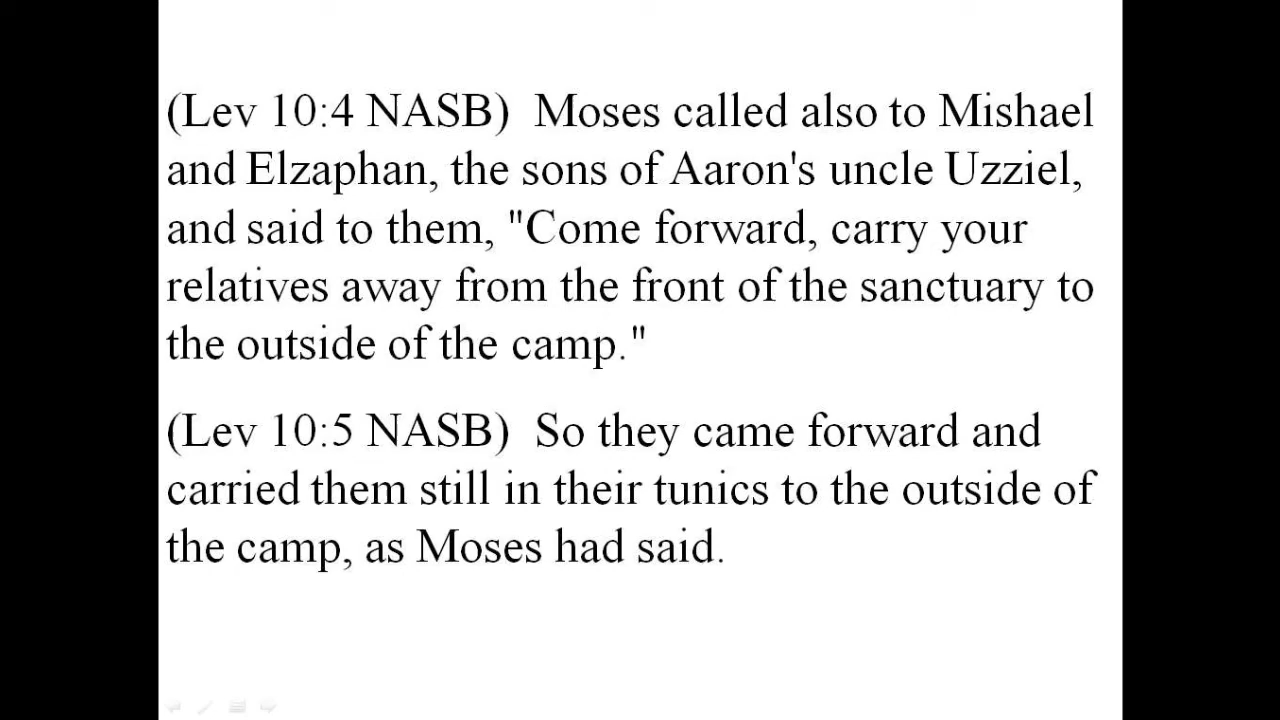 (Lev 10:4 NASB)  Moses called also to Mishael
and Elzaphan, the sons of Aaron's uncle Uzziel,
and said to them, "Come forward, carry your
relatives away from the front of the sanctuary to
the outside of the camp."
(Lev 10:5 NASB)  So they came forward and
carried them still in their tunics to the outside of
the camp, as Moses had said.